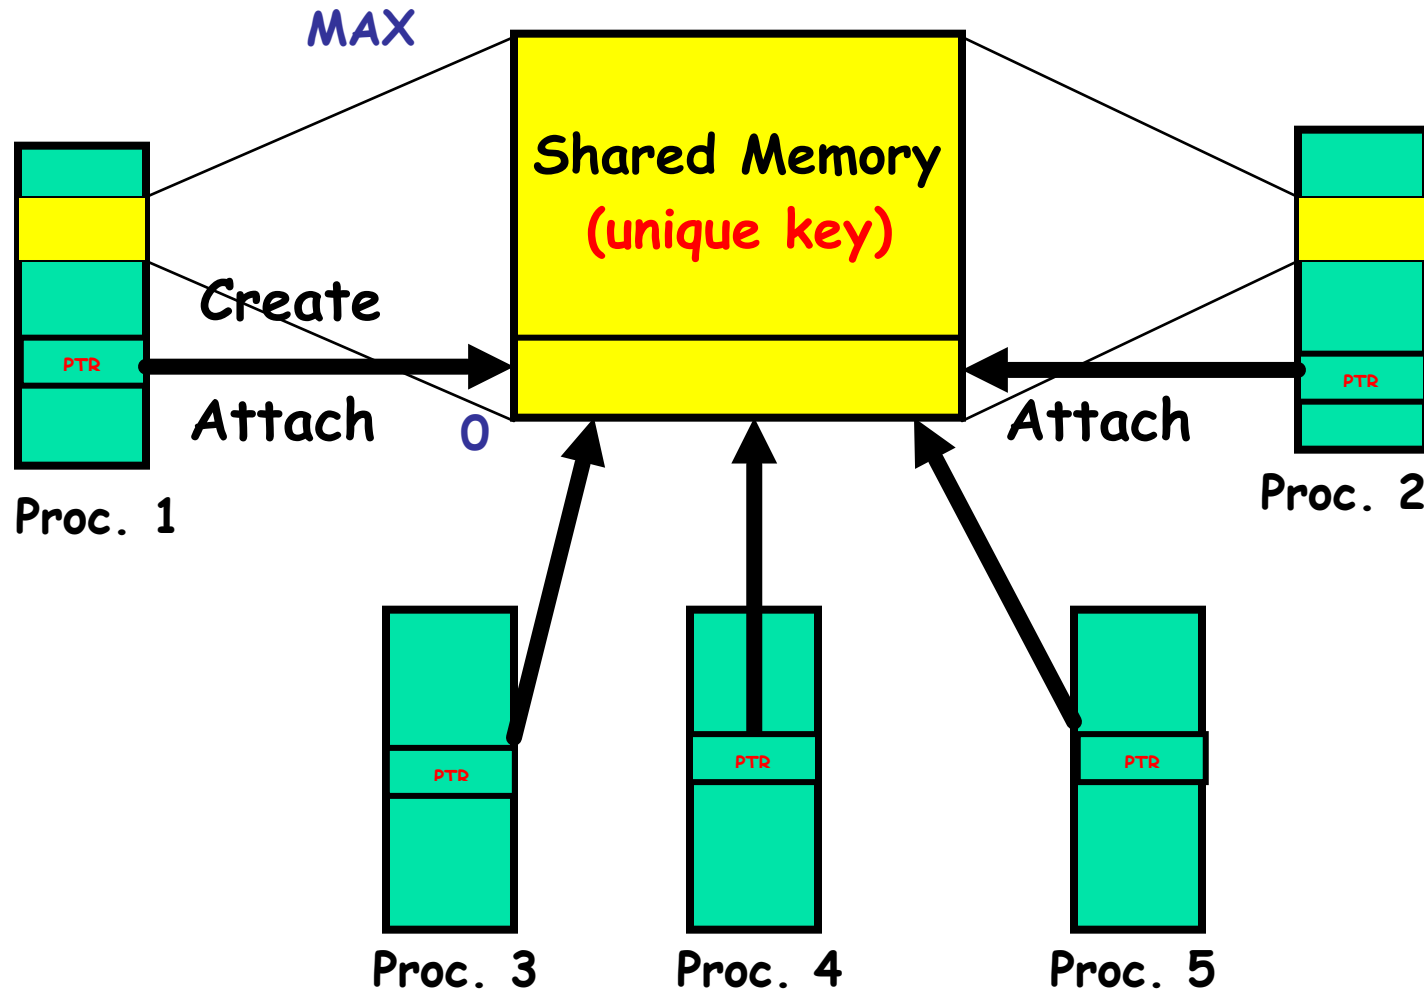 MAX
Shared Memory
(unique key)
Create
PTR
PTR
Attach
0
Attach
Proc. 1
Proc. 2
PTR
PTR
PTR
Proc. 3
Proc. 4
Proc. 5